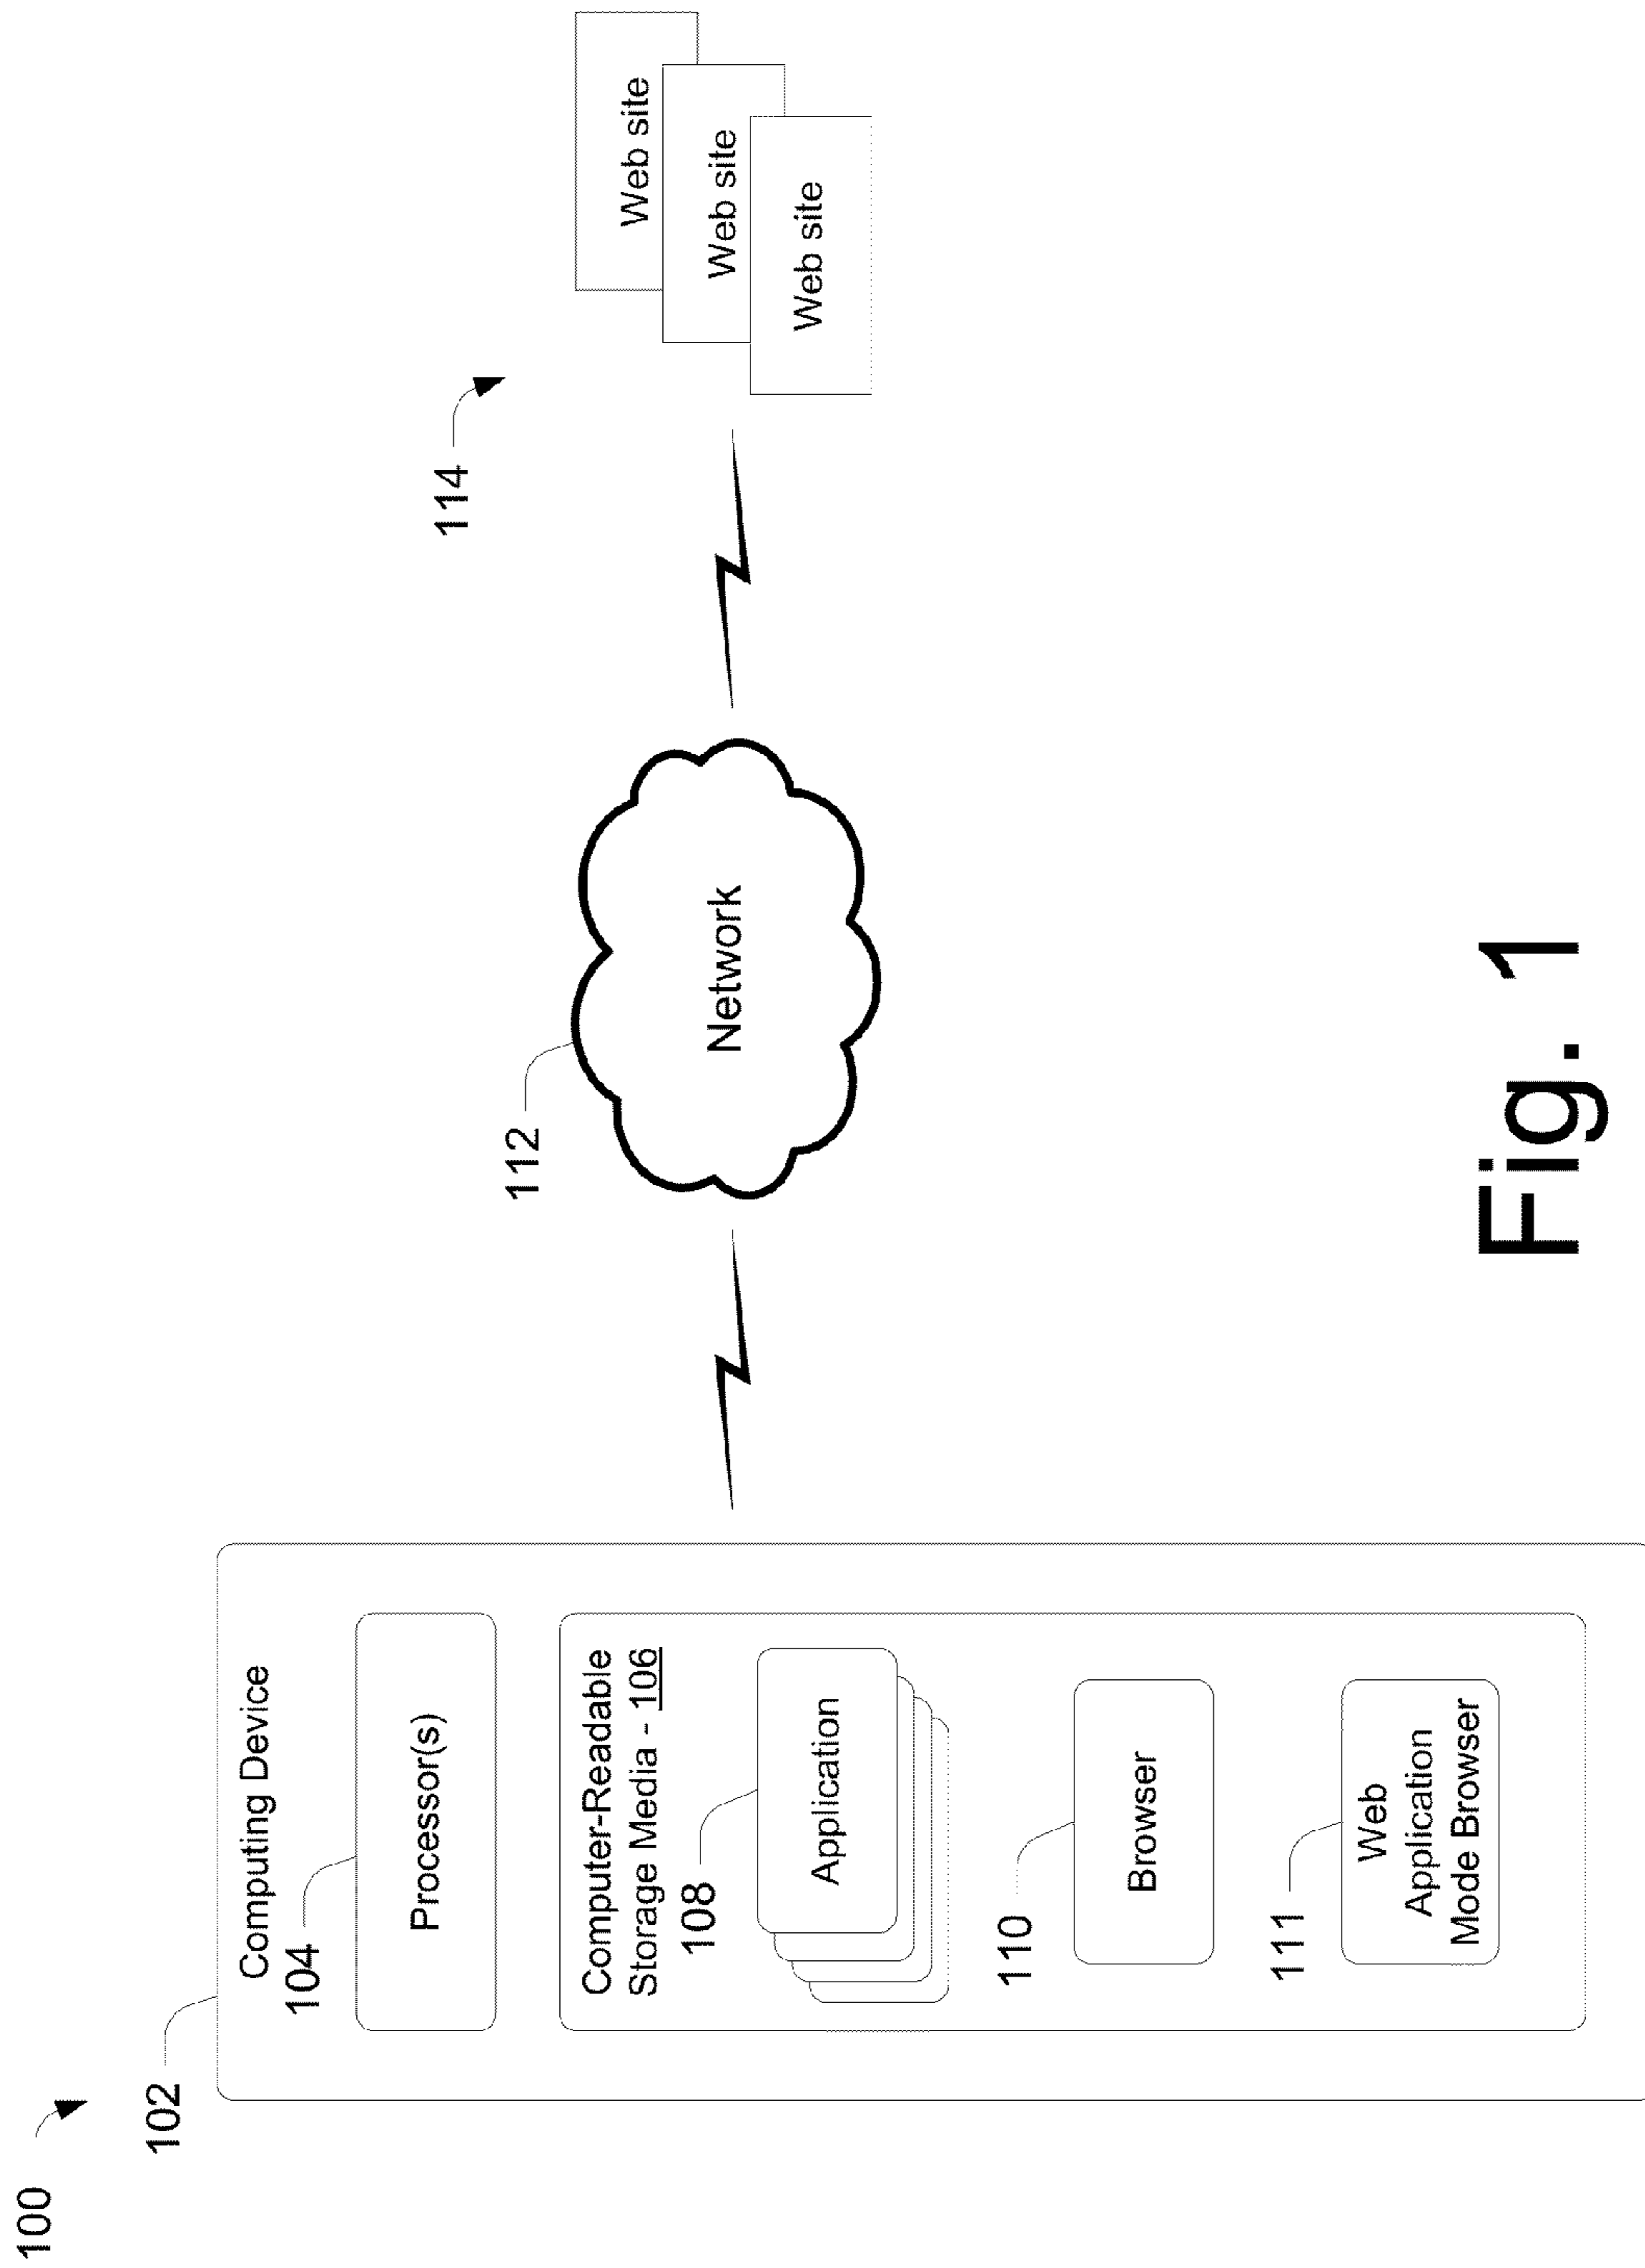 100
102
Computing Device
104
Processor(s)
Computer-Readable
Storage Media - 106
108
Application
110
Browser
111
Web
Application
Mode Browser
112
Network
114
Web site
Web site
Web site
Fig. 1